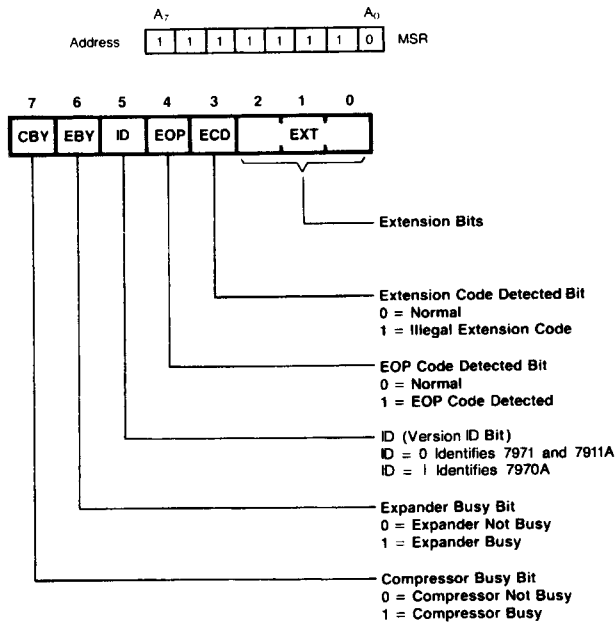 A7 A0
Address 1 1 1 1 1 1 1 0 MSR
7 6 5 4 3 2 1 0
CBY EBY ID EOP ECD EXT
Extension Bits
Extension Code Detected Bit
0 = Normal
1 = Illegal Extension Code
EOP Code Detected Bit
0 = Normal
1 = EOP Code Detected
ID (Version ID Bit)
ID = 0 Identifies 7971 and 7911A
ID = 1 Identifies 7970A
Expander Busy Bit
0 = Expander Not Busy
1 = Expander Busy
Compressor Busy Bit
0 = Compressor Not Busy
1 = Compressor Busy